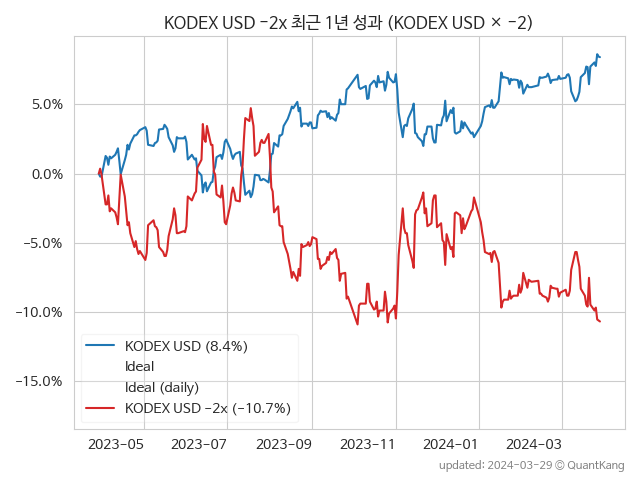 KODEX USD −2x 최근 1년 성과 (KODEX USD × −2)
5.0%
0.0%
−5.0%
−10.0%
−15.0%
KODEX USD (8.4%)
Ideal
Ideal (daily)
KODEX USD −2x (−10.7%)
2023−05 2023−07 2023−09 2023−11 2024−01 2024−03
updated: 2024−03−29 © QuantKang